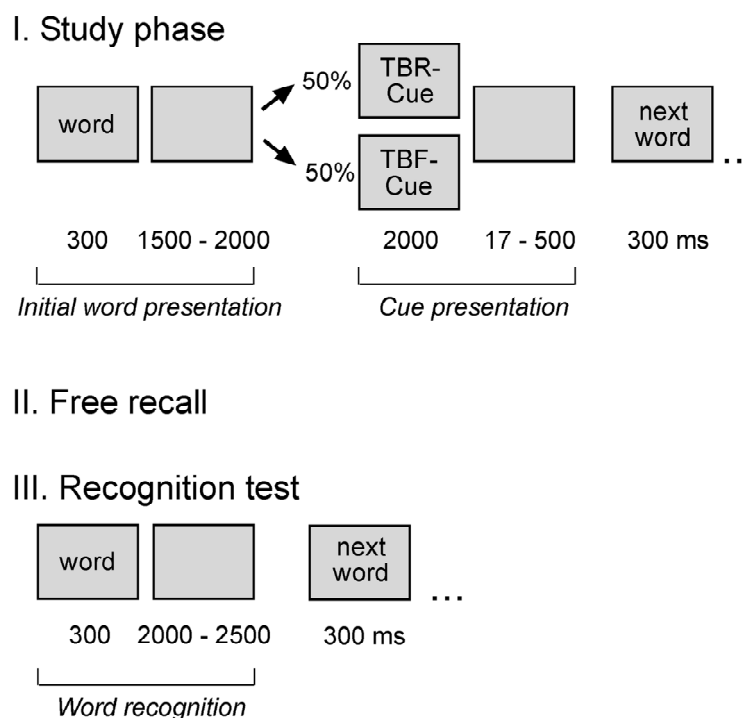 I. Study phase
word
50%
TBR-
Cue
50%
TBF-
Cue
next
word
..
300 1500 - 2000 2000 17 - 500 300 ms
Initial word presentation Cue presentation
II. Free recall
III. Recognition test
word
next
word
...
300 2000 - 2500 300 ms
Word recognition